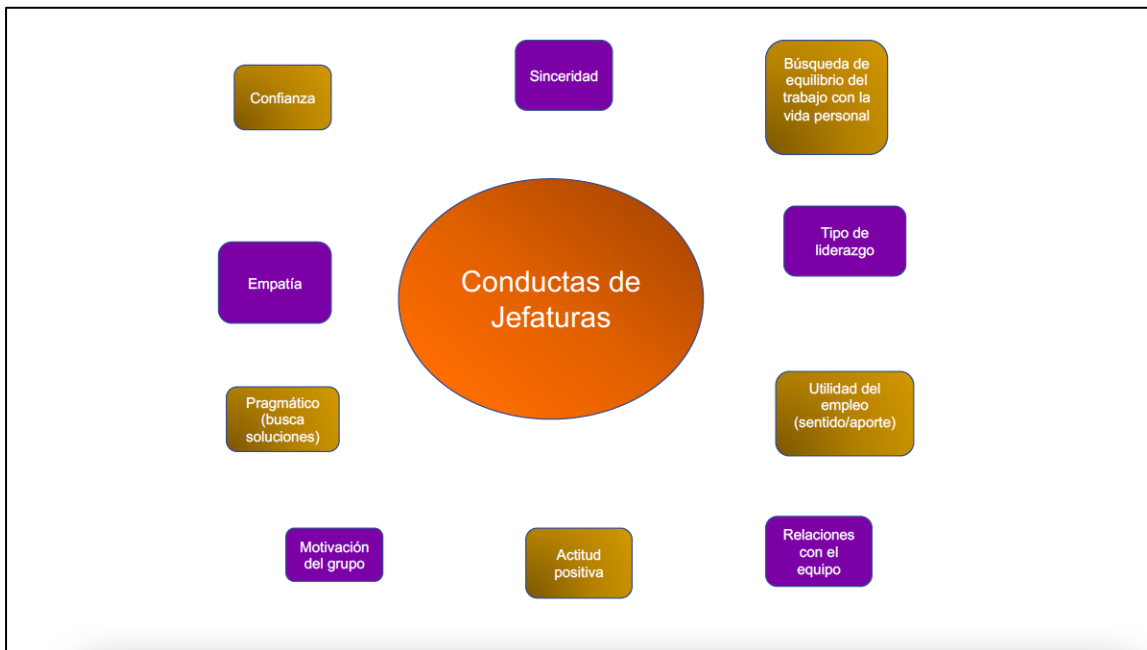 Sinceridad
Búsqueda de
equilibrio del
trabajo con la
vida personal
Confianza
Tipo de
liderazgo
Empatía
Conductas de
Jefaturas
Pragmático
(busca
soluciones)
Utilidad del
empleo
(sentido/aporte)
Motivación
del grupo
Actitud
positiva
Relaciones
con el
equipo